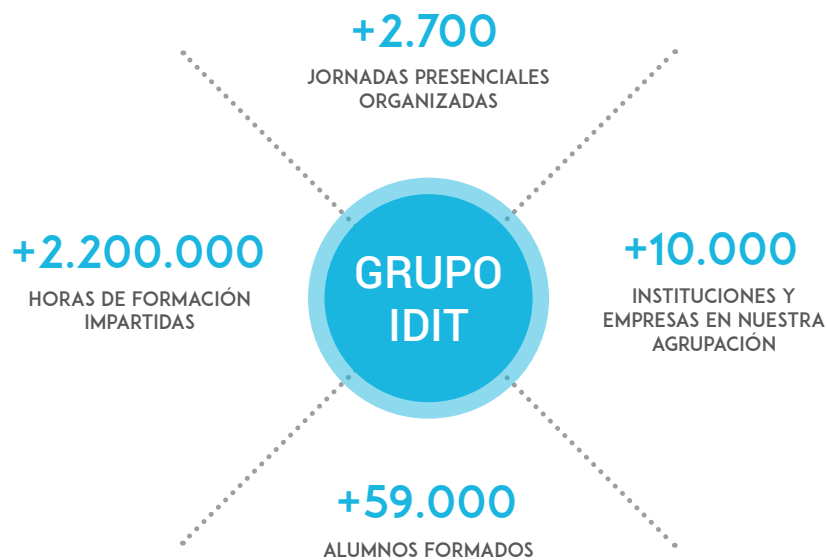 +2.700
JORNADAS PRESENCIALES
ORGANIZADAS
+2.200.000
HORAS DE FORMACIÓN
IMPARTIDAS
GRUPO
IDIT
+10.000
INSTITUCIONES Y
EMPRESAS EN NUESTRA
AGRUPACIÓN
+59.000
ALUMNOS FORMADOS